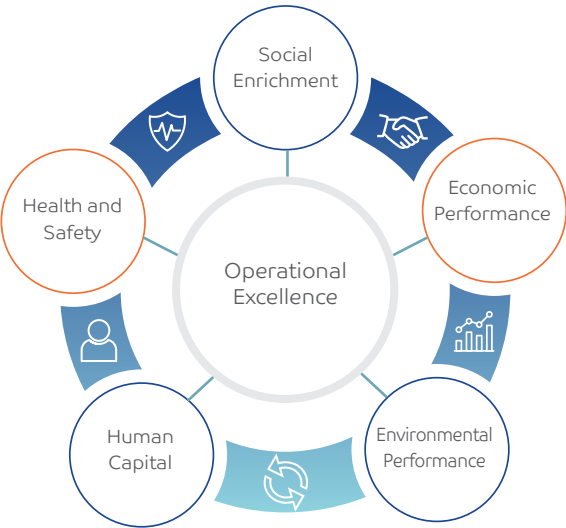 Social
Enrichment
Health and
Safety
Economic
Performance
Operational
Excellence
Human
Capital
Environmental
Performance